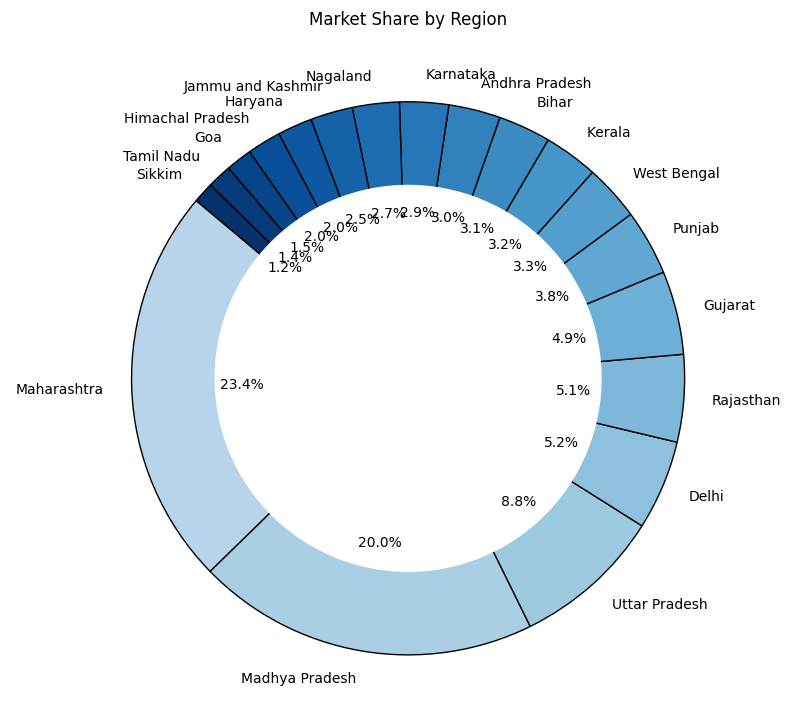 Market Share by Region
Nagaland
Karnataka
Jammu and Kashmir
Andhra Pradesh
Haryana
Bihar
Himachal Pradesh
Kerala
Goa
Tamil Nadu
West Bengal
Sikkim
Punjab
Gujarat
Maharashtra
Rajasthan
Delhi
Uttar Pradesh
Madhya Pradesh
2.7%
2.9%
3.0%
2.5%
2.0%
3.1%
2.0%
3.2%
1.5%
1.4%
1.2%
3.3%
3.8%
4.9%
23.4%
5.1%
5.2%
8.8%
20.0%